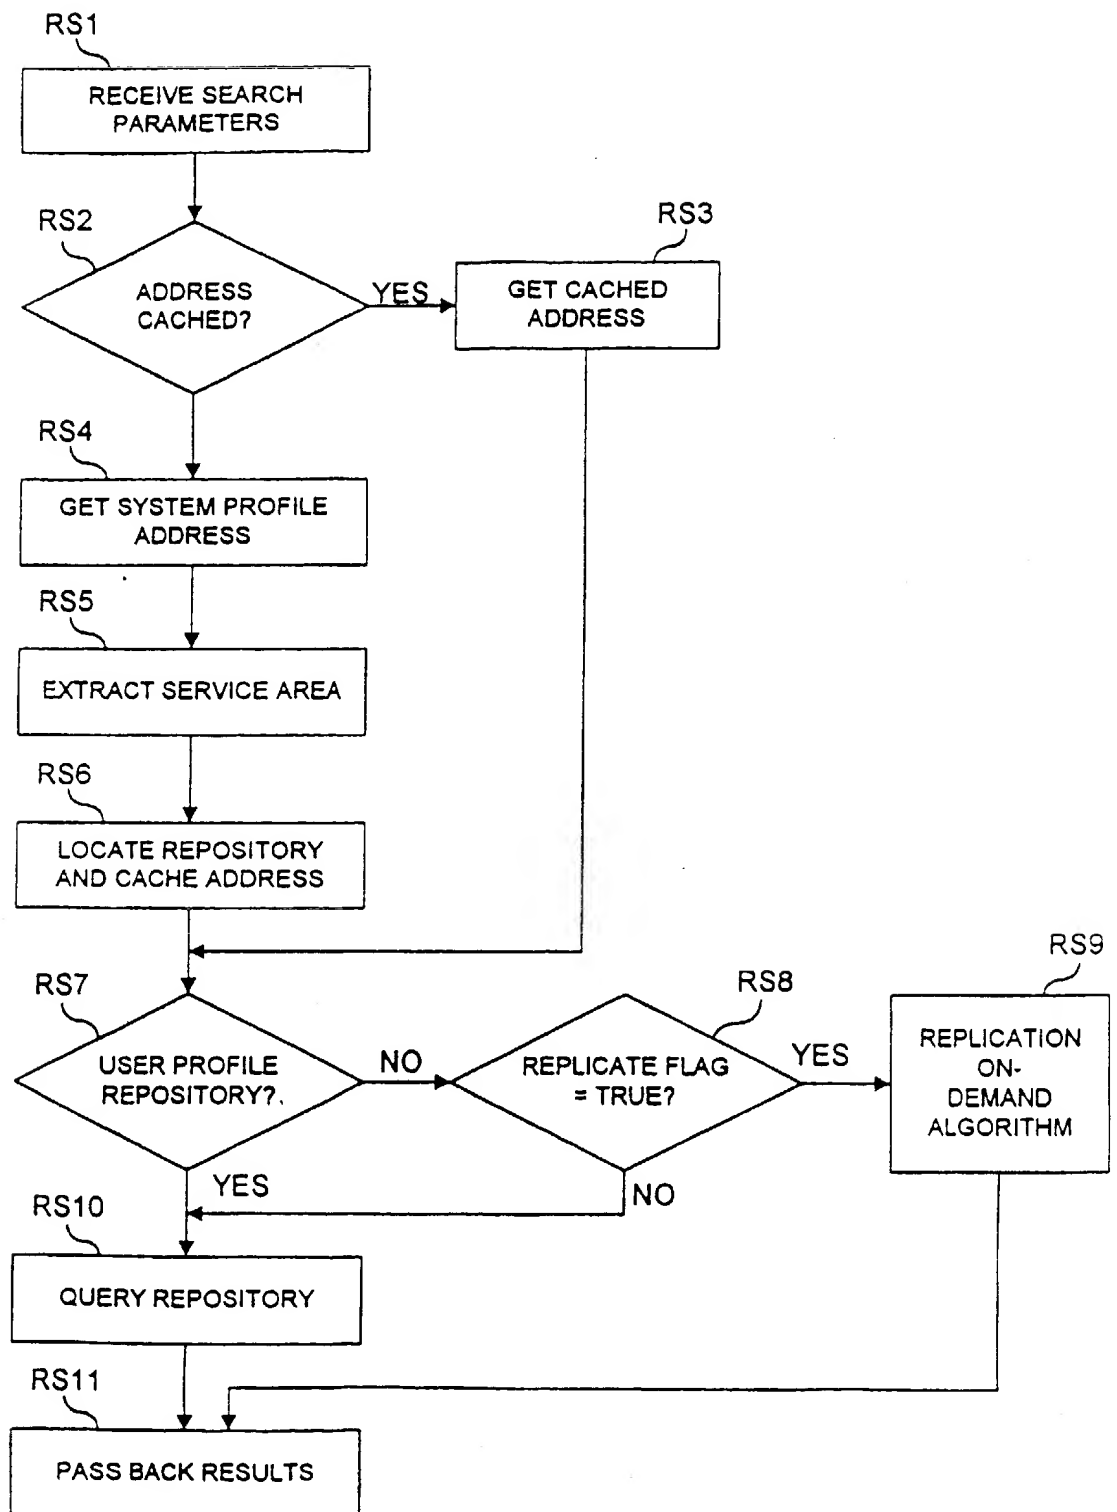 RS1
RECEIVE SEARCH
PARAMETERS
RS2
ADDRESS
CACHED?
YES
RS3
GET CACHED
ADDRESS
RS4
GET SYSTEM PROFILE
ADDRESS
RS5
EXTRACT SERVICE AREA
RS6
LOCATE REPOSITORY
AND CACHE ADDRESS
RS7
USER PROFILE
REPOSITORY?
NO
YES
RS8
REPLICATE FLAG
= TRUE?
YES
NO
RS9
REPLICATION
ON-
DEMAND
ALGORITHM
RS10
QUERY REPOSITORY
RS11
PASS BACK RESULTS